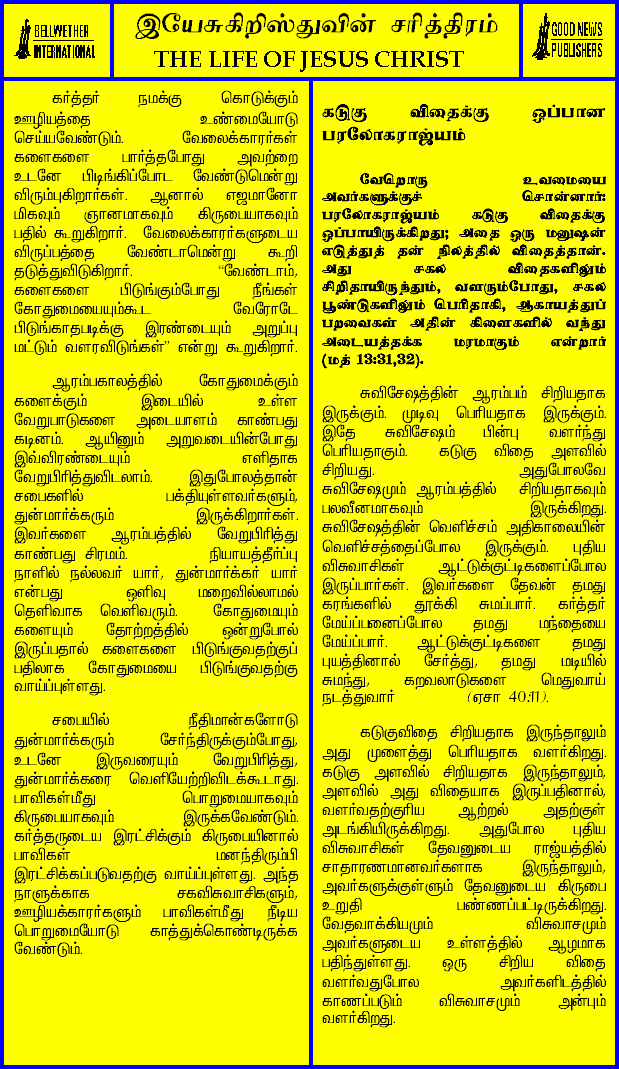 BELLWETHER
INTERNATIONAL
இயேசுகிறிஸ்துவின் சரித்திரம்
THE LIFE OF JESUS CHRIST
GOOD NEWS
PUBLISHERS
கர்த்தர் நமக்கு கொடுக்கும்
ஊழியத்தை உண்மையோடு
செய்யவேண்டும். வேலைக்காரர்கள்
களைகளை பார்த்தபோது அவற்றை
உடனே பிடிங்கிப்போட வேண்டுமென்று
விரும்புகிறார்கள். ஆனால் எஜமானோ
மிகவும் ஞானமாகவும் கிருபையாகவும்
பதில் கூறுகிறார். வேலைக்காரர்களுடைய
விருப்பத்தை வேண்டாமென்று கூறி
தடுத்துவிடுகிறார். “வேண்டாம்,
களைகளை பிடுங்கும்போது நீங்கள்
கோதுமையையும்கூட வேரோடே
பிடுங்காதபடிக்கு இரண்டையும் அறுப்பு
மட்டும் வளரவிடுங்கள்” என்று கூறுகிறார்.
ஆரம்பகாலத்தில் கோதுமைக்கும்
களைக்கும் இடையில் உள்ள
வேறுபாடுகளை அடையாளம் காண்பது
கடினம். ஆயினும் அறுவடையின்போது
இவ்விரண்டையும் எளிதாக
வேறுபிரித்துவிடலாம். இதுபோலத்தான்
சபைகளில் பக்தியுள்ளவர்களும்,
துன்மார்க்கரும் இருக்கிறார்கள்.
இவர்களை ஆரம்பத்தில் வேறுபிரித்து
காண்பது சிரமம். நியாயத்தீர்ப்பு
நாளில் நல்லவர் யார், துன்மார்க்கர் யார்
என்பது ஒளிவு மறைவில்லாமல்
தெளிவாக வெளிவரும். கோதுமையும்
களையும் தோற்றத்தில் ஒன்றுபோல்
இருப்பதால் களைகளை பிடுங்குவதற்குப்
பதிலாக கோதுமையை பிடுங்குவதற்கு
வாய்ப்புள்ளது.
சபையில் நீதிமான்களோடு
துன்மார்க்கரும் சேர்ந்திருக்கும்போது,
உடனே இருவரையும் வேறுபிரித்து,
துன்மார்க்கரை வெளியேற்றிவிடக்கூடாது.
பாவிகள்மீது பொறுமையாகவும்
கிருபையாகவும் இருக்கவேண்டும்.
கர்த்தருடைய இரட்சிக்கும் கிருபையினால்
பாவிகள் மனந்திரும்பி
இரட்சிக்கப்படுவதற்கு வாய்ப்புள்ளது. அந்த
நாளுக்காக சகவிசுவாசிகளும்,
ஊழியக்காரர்களும் பாவிகள்மீது நீடிய
பொறுமையோடு காத்துக்கொண்டிருக்க
வேண்டும்.
கடுகு விதைக்கு ஒப்பான
பரலோகராஜ்யம்
வேறொரு உவமையை
அவர்களுக்குச் சொன்னார்:
பரலோகராஜ்யம் கடுகு விதைக்கு
ஒப்பாயிருக்கிறது; அதை ஒரு மனுஷன்
எடுத்துத் தன் நிலத்தில் விதைத்தான்.
அது சகல விதைகளிலும்
சிறிதாயிருந்தும், வளரும்போது, சகல
பூண்டுகளிலும் பெரிதாகி, ஆகாயத்துப்
பறவைகள் அதின் கிளைகளில் வந்து
அடையத்தக்க மரமாகும் என்றார்
(மத் 13:31,32).
சுவிசேஷத்தின் ஆரம்பம் சிறியதாக
இருக்கும். முடிவு பெரியதாக இருக்கும்.
இதே சுவிசேஷம் பின்பு வளர்ந்து
பெரியதாகும். கடுகு விதை அளவில்
சிறியது. அதுபோலவே
சுவிசேஷமும் ஆரம்பத்தில் சிறியதாகவும்
பலவீனமாகவும் இருக்கிறது.
சுவிசேஷத்தின் வெளிச்சம் அதிகாலையின்
வெளிச்சத்தைப்போல இருக்கும். புதிய
விசுவாசிகள் ஆட்டுக்குட்டிகளைப்போல
இருப்பார்கள். இவர்களை தேவன் தமது
கரங்களில் தூக்கி சுமப்பார். கர்த்தர்
மேய்ப்பனைப்போல தமது மந்தையை
மேய்ப்பார். ஆட்டுக்குட்டிகளை தமது
புயத்தினால் சேர்த்து, தமது மடியில்
சுமந்து, கறவலாடுகளை மெதுவாய்
நடத்துவார் (ஏசா 40:11).
கடுகுவிதை சிறியதாக இருந்தாலும்
அது முளைத்து பெரியதாக வளர்கிறது.
கடுகு அளவில் சிறியதாக இருந்தாலும்,
அளவில் அது விதையாக இருப்பதினால்,
வளர்வதற்குரிய ஆற்றல் அதற்குள்
அடங்கியிருக்கிறது. அதுபோல புதிய
விசுவாசிகள் தேவனுடைய ராஜ்யத்தில்
சாதாரணமானவர்களாக இருந்தாலும்,
அவர்களுக்குள்ளும் தேவனுடைய கிருபை
உறுதி பண்ணப்பட்டிருக்கிறது.
வேதவாக்கியமும் விசுவாசமும்
அவர்களுடைய உள்ளத்தில் ஆழமாக
பதிந்துள்ளது. ஒரு சிறிய விதை
வளர்வதுபோல அவர்களிடத்தில்
காணப்படும் விசுவாசமும் அன்பும்
வளர்கிறது.